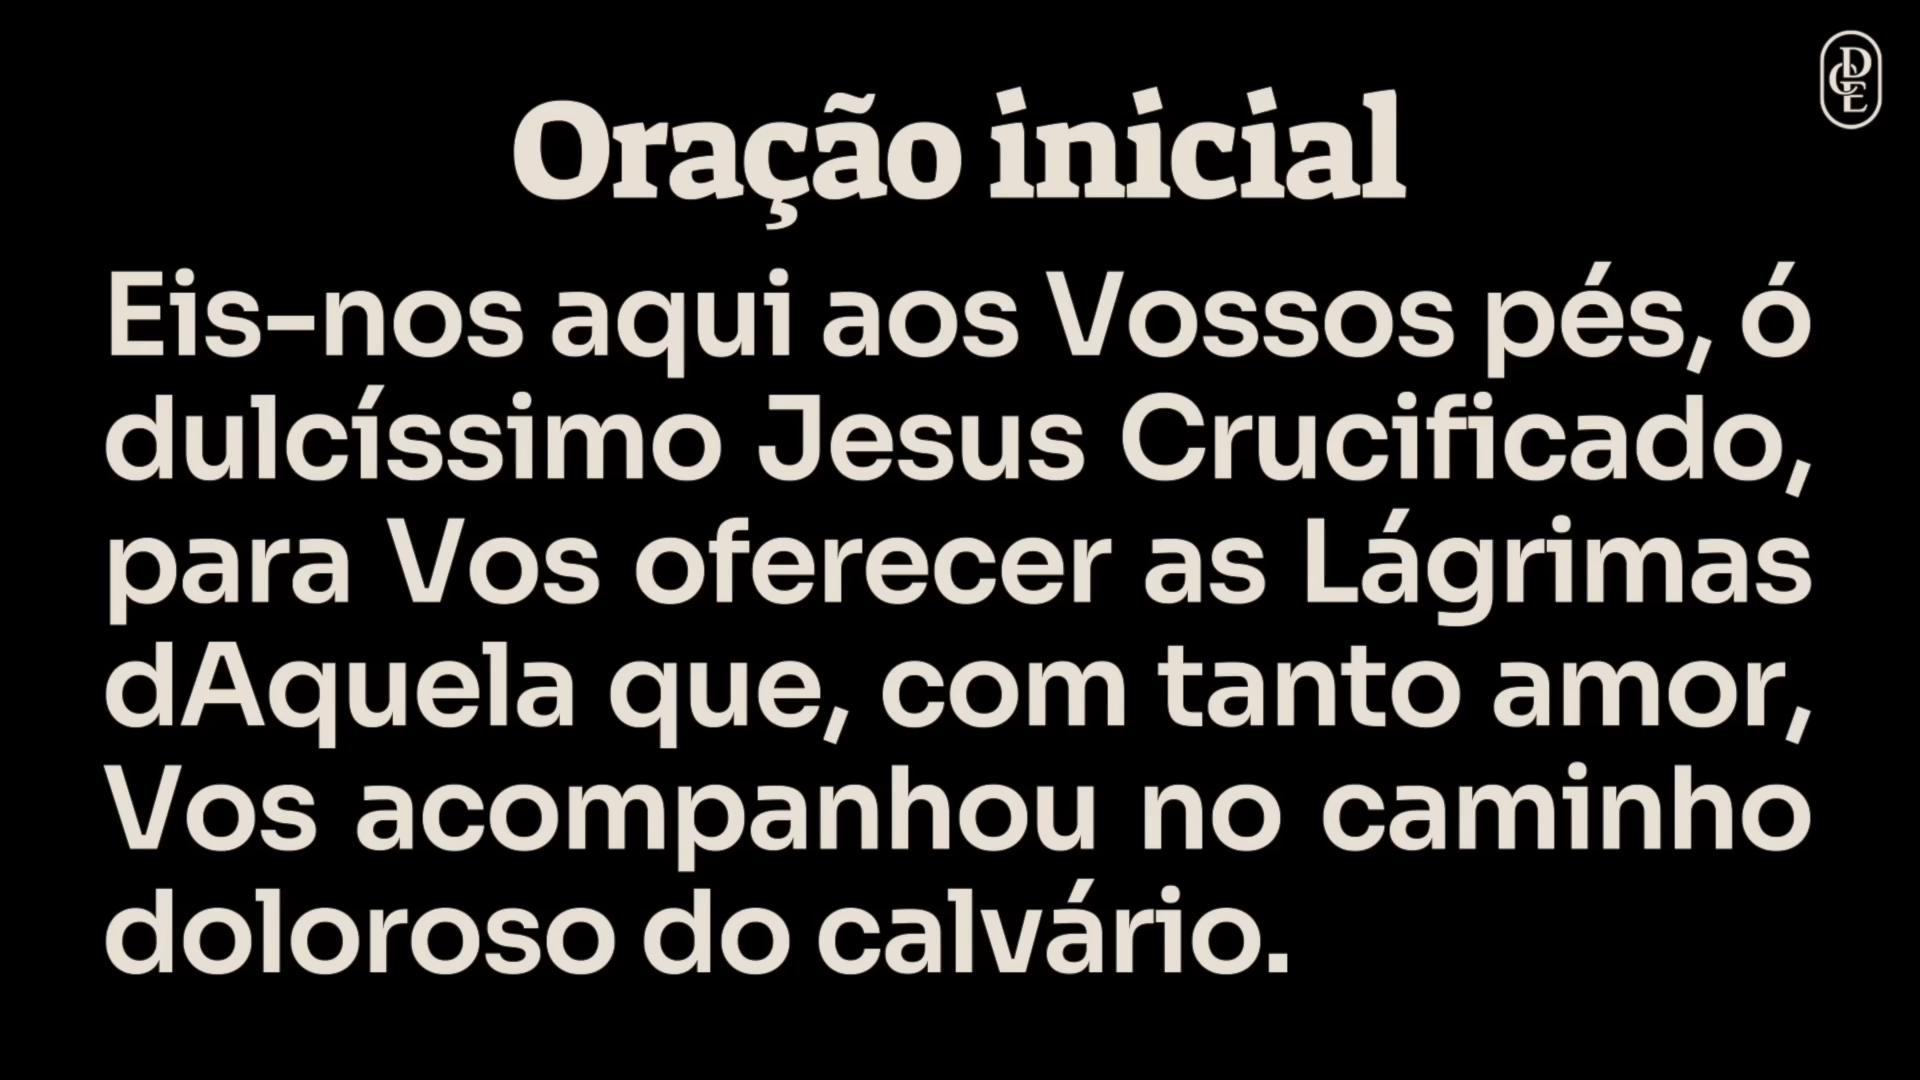 Oração inicial
Eis-nos aqui aos Vossos pés, ó
dulcíssimo Jesus Crucificado,
para Vos oferecer as Lágrimas
dAquela que, com tanto amor,
Vos acompanhou no caminho
doloroso do calvário.